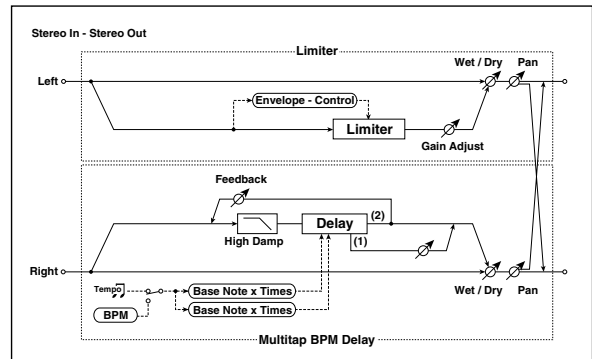 Stereo In - Stereo Out
Limiter
Wet / Dry Pan
Left
Envelope - Control
Limiter
Gain Adjust
Feedback
Delay
(2)
High Damp
(1)
Right
Tempo
Base Note x Times
Wet / Dry Pan
BPM
Base Note x Times
Multitap BPM Delay